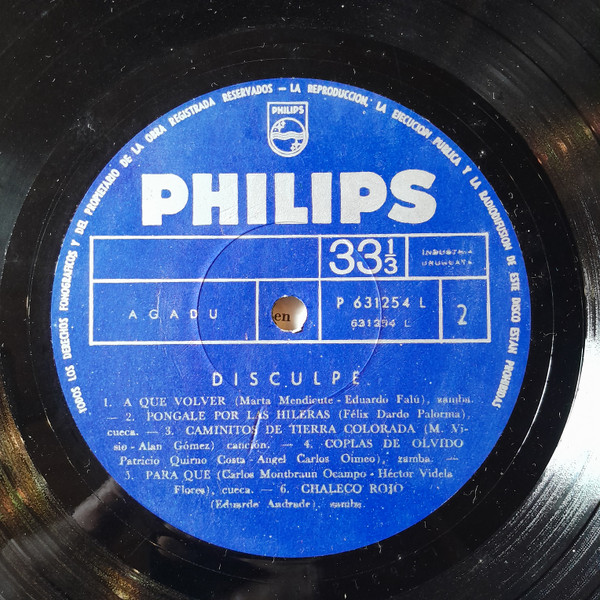 TODOS LOS DERECHOS FONOGRAFICOS Y DEL PROPIETARIO DE LA OBRA REGISTRADA RESERVADOS — LA REPRODUCCION, LA EJECUCION PUBLICA Y LA RADIODIFUSION DE ESTE DISCO ESTAN PROHIBIDAS
PHILIPS
PHILIPS
33 1/3
INDUSTRIA
URUGUAYA
AGADU
en
P 631254 L
631254 L
2
DISCULPE
1. A QUE VOLVER (Marta Mendicute - Eduardo Falú), zamba.
— 2. PONGALE POR LAS HILERAS (Félix Dardo Palorma),
cueca. — 3. CAMINITOS DE TIERRA COLORADA (M. Vi-
sio - Alan Gómez) canción. — 4. COPLAS DE OLVIDO
Patricio Quirno Costa - Angel Carlos Oimeo), zamba. —
5. PARA QUE (Carlos Montbraun Ocampo - Héctor Videla
Flores), cueca. — 6. CHALECO ROJO
(Eduardo Andrade), zamba.